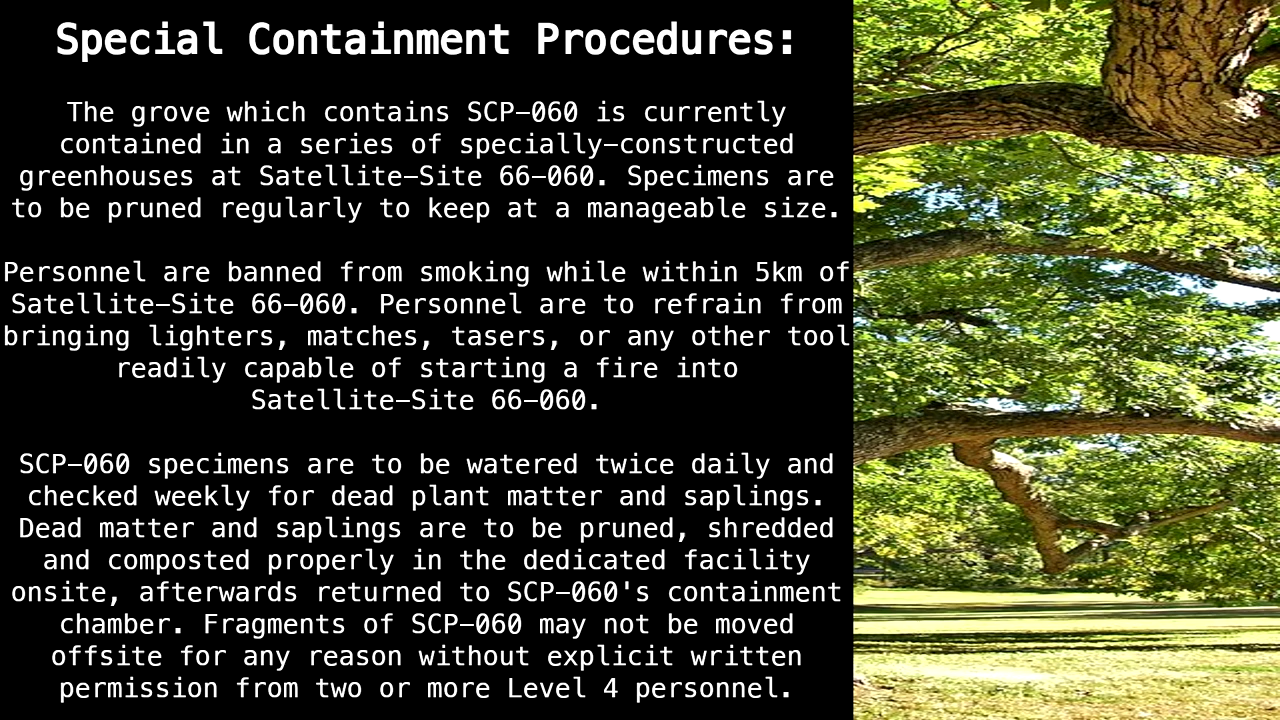 Special Containment Procedures:
The grove which contains SCP-060 is currently
contained in a series of specially-constructed
greenhouses at Satellite-Site 66-060. Specimens are
to be pruned regularly to keep at a manageable size.
Personnel are banned from smoking while within 5km of
Satellite-Site 66-060. Personnel are to refrain from
bringing lighters, matches, tasers, or any other tool
readily capable of starting a fire into
Satellite-Site 66-060.
SCP-060 specimens are to be watered twice daily and
checked weekly for dead plant matter and saplings.
Dead matter and saplings are to be pruned, shredded
and composted properly in the dedicated facility
onsite, afterwards returned to SCP-060's containment
chamber. Fragments of SCP-060 may not be moved
offsite for any reason without explicit written
permission from two or more Level 4 personnel.